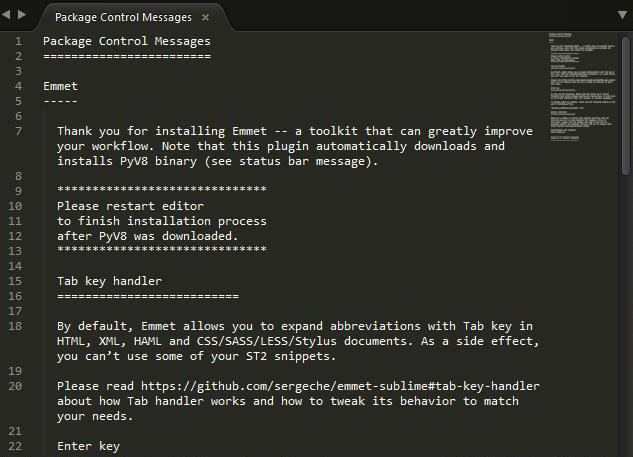 Package Control Messages ×
1 Package Control Messages
2 ========================
3
4 Emmet
5 -----
6
7 Thank you for installing Emmet -- a toolkit that can greatly improve
your workflow. Note that this plugin automatically downloads and
installs PyV8 binary (see status bar message).
8
9 ******************************
10 Please restart editor
11 to finish installation process
12 after PyV8 was downloaded.
13 ******************************
14
15 Tab key handler
16 ==========================
17
18 By default, Emmet allows you to expand abbreviations with Tab key in
HTML, XML, HAML and CSS/SASS/LESS/Stylus documents. As a side effect,
you can’t use some of your ST2 snippets.
19
20 Please read https://github.com/sergeche/emmet-sublime#tab-key-handler
about how Tab handler works and how to tweak its behavior to match
your needs.
21
22 Enter key